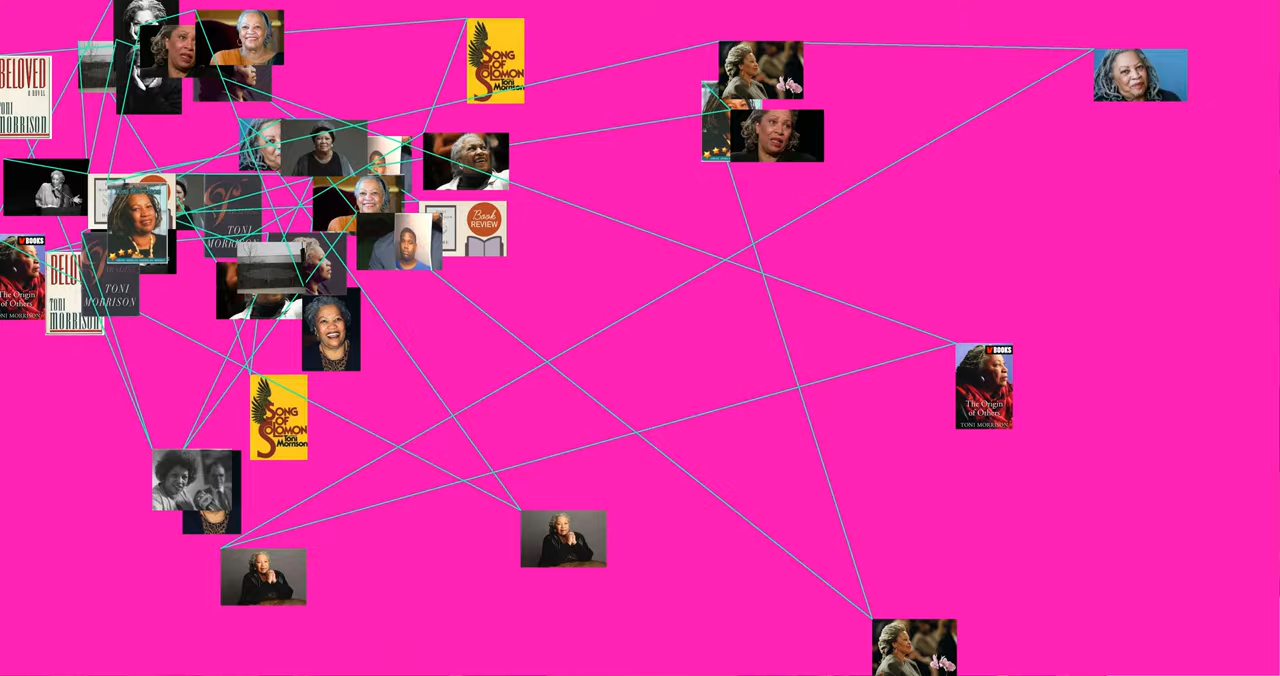 BELOVED
A NOVEL
TONI
MORRISON
SONG
OF
SOLOMON
Toni
Morrison
Book
REVIEW
TONI
MORRISON
BOOKS
The Origin
of Others
TONI MORRISON
BELO
TONI
MORRISON
TONI
MORRISON
SONG
OF
SOLOMON
Toni
Morrison
BOOKS
The Origin
of Others
TONI MORRISON